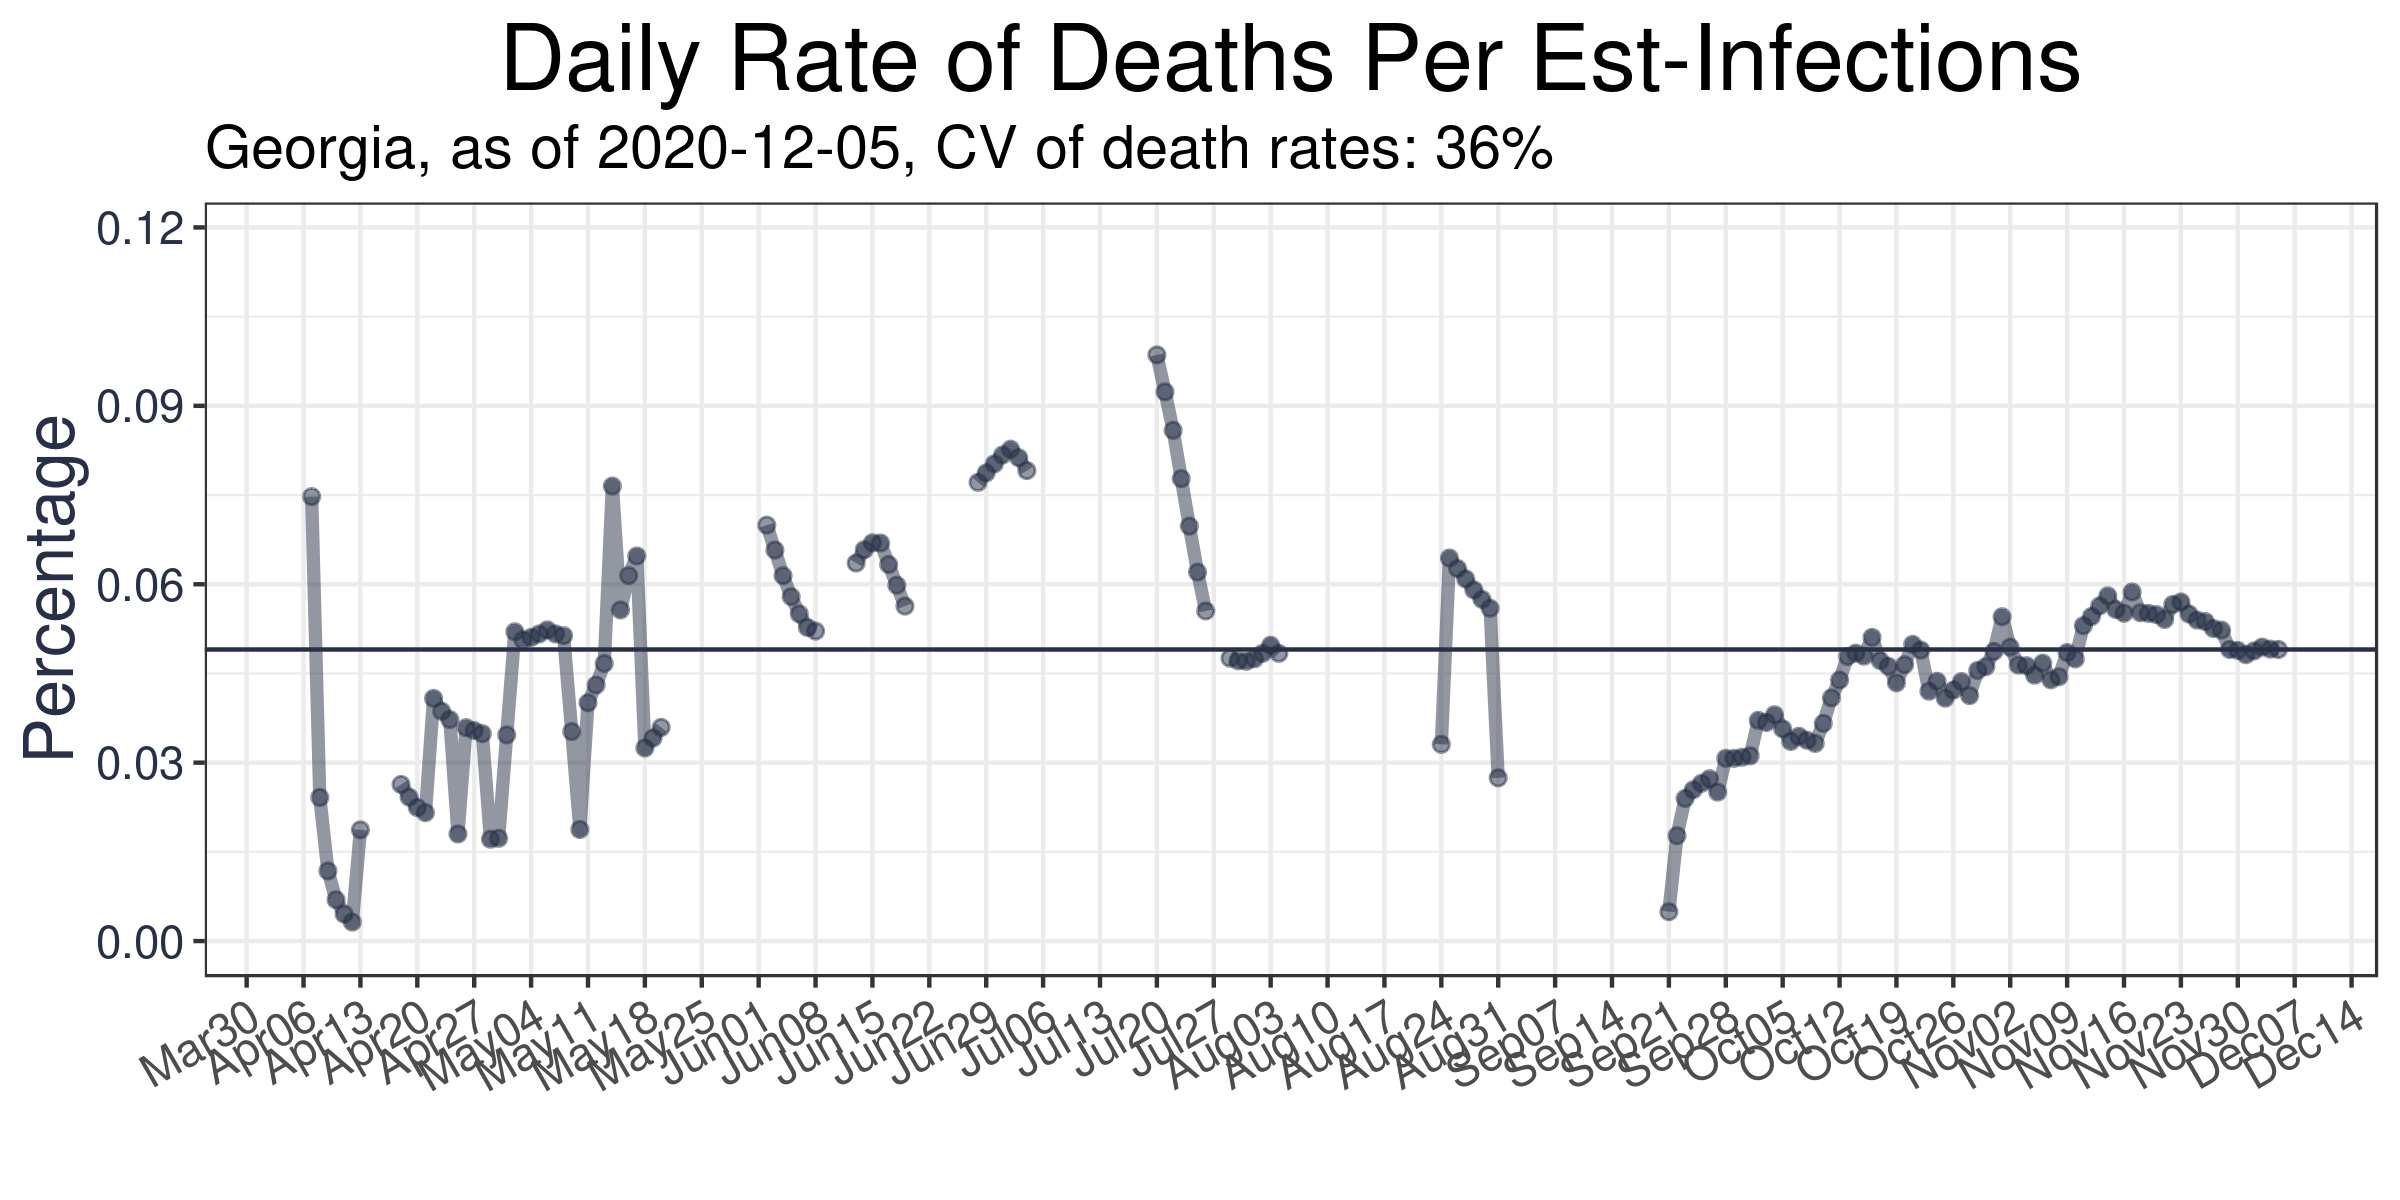 Daily Rate of Deaths Per Est-Infections
Georgia, as of 2020-12-05, CV of death rates: 36%
Percentage
0.12
0.09
0.06
0.03
0.00
Mar30
Apr06
Apr13
Apr20
Apr27
May04
May11
May18
May25
Jun01
Jun08
Jun15
Jun22
Jun29
Jul06
Jul13
Jul20
Jul27
Aug03
Aug10
Aug17
Aug24
Aug31
Sep07
Sep14
Sep21
Sep28
Oct05
Oct12
Oct19
Oct26
Nov02
Nov09
Nov16
Nov23
Nov30
Dec07
Dec14